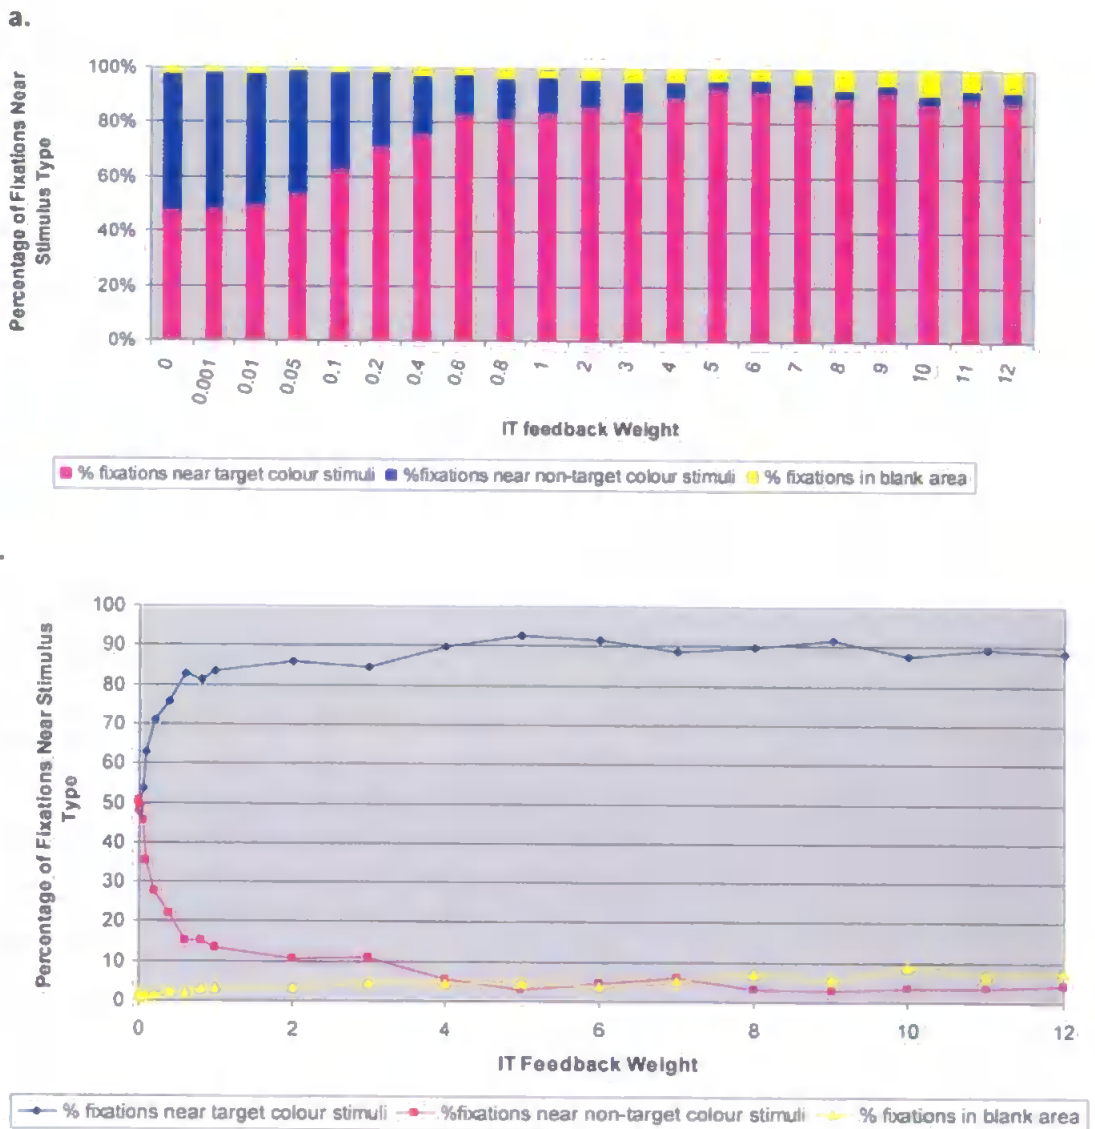 a.
Percentage of Fixations Near
Stimulus Type
100%
80%
60%
40%
20%
0%
0 0.001 0.01 0.05 0.1 0.2 0.4 0.6 0.8 1 2 3 4 5 6 7 8 9 10 11 12
IT feedback Weight
% fixations near target colour stimuli %fixations near non-target colour stimuli % fixations in blank area
Percentage of Fixations Near Stimulus
Type
100
90
80
70
60
50
40
30
20
10
0
0 2 4 6 8 10 12
IT Feedback Weight
% fixations near target colour stimuli %fixations near non-target colour stimuli % fixations in blank area